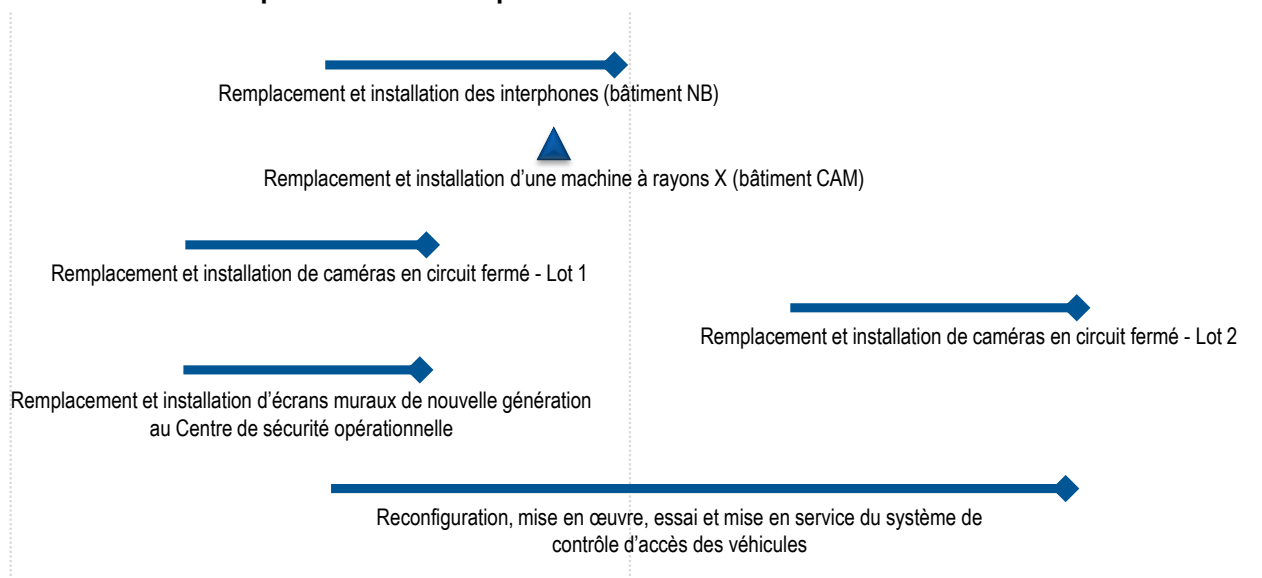 Remplacement et installation des interphones (bâtiment NB)
Remplacement et installation d’une machine à rayons X (bâtiment CAM)
Remplacement et installation de caméras en circuit fermé - Lot 1
Remplacement et installation de caméras en circuit fermé - Lot 2
Remplacement et installation d’écrans muraux de nouvelle génération
au Centre de sécurité opérationnelle
Reconfiguration, mise en œuvre, essai et mise en service du système de
contrôle d’accès des véhicules